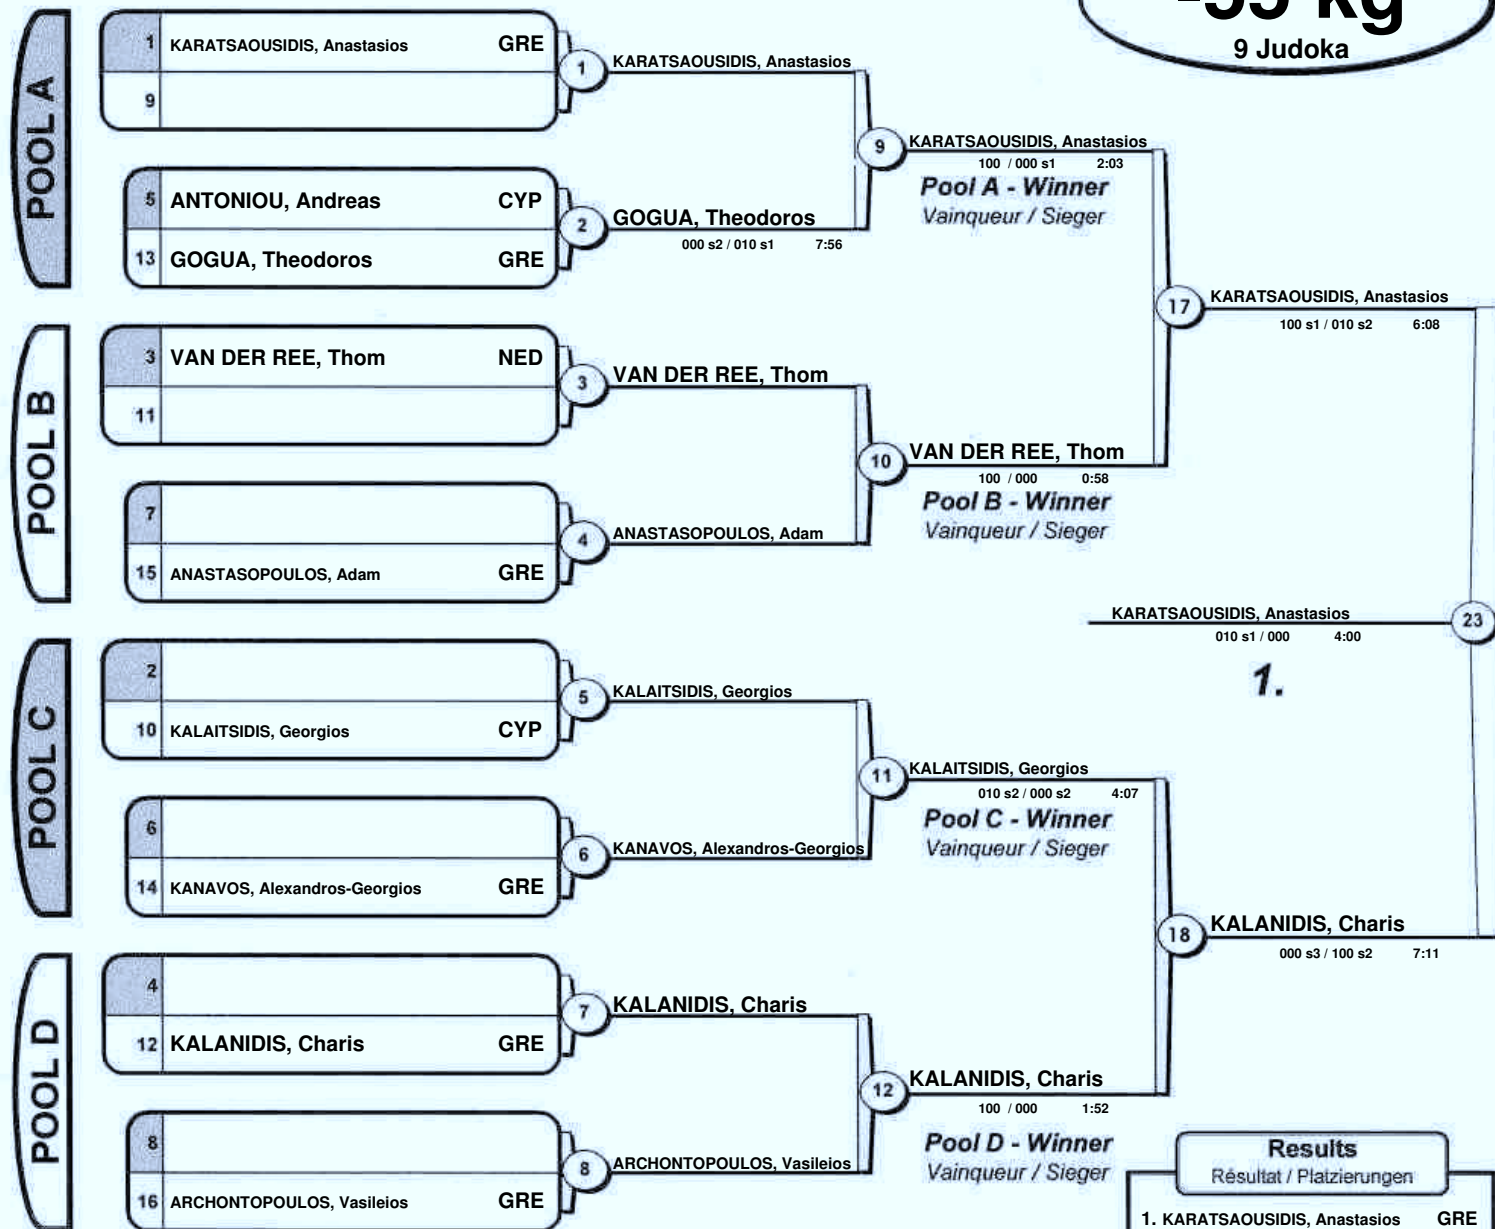 -55 kg
9 Judoka
POOL A
1 KARATSAOUSIDIS, Anastasios GRE
9
1
KARATSAOUSIDIS, Anastasios
5 ANTONIOU, Andreas CYP
13 GOGUA, Theodoros GRE
2
GOGUA, Theodoros
000 s2 / 010 s1 7:56
9
KARATSAOUSIDIS, Anastasios
100 / 000 s1 2:03
Pool A - Winner
Vainqueur / Sieger
POOL B
3 VAN DER REE, Thom NED
11
3
VAN DER REE, Thom
7
15 ANASTASOPOULOS, Adam GRE
4
ANASTASOPOULOS, Adam
10
VAN DER REE, Thom
100 / 000 0:58
Pool B - Winner
Vainqueur / Sieger
17
KARATSAOUSIDIS, Anastasios
100 s1 / 010 s2 6:08
KARATSAOUSIDIS, Anastasios
23
010 s1 / 000 4:00
1.
POOL C
2
10 KALAITSIDIS, Georgios CYP
5
KALAITSIDIS, Georgios
6
14 KANAVOS, Alexandros-Georgios GRE
6
KANAVOS, Alexandros-Georgios
11
KALAITSIDIS, Georgios
010 s2 / 000 s2 4:07
Pool C - Winner
Vainqueur / Sieger
18
KALANIDIS, Charis
000 s3 / 100 s2 7:11
POOL D
4
12 KALANIDIS, Charis GRE
7
KALANIDIS, Charis
8
16 ARCHONTOPOULOS, Vasileios GRE
8
ARCHONTOPOULOS, Vasileios
12
KALANIDIS, Charis
100 / 000 1:52
Pool D - Winner
Vainqueur / Sieger
Results
Résultat / Platzierungen
1. KARATSAOUSIDIS, Anastasios GRE